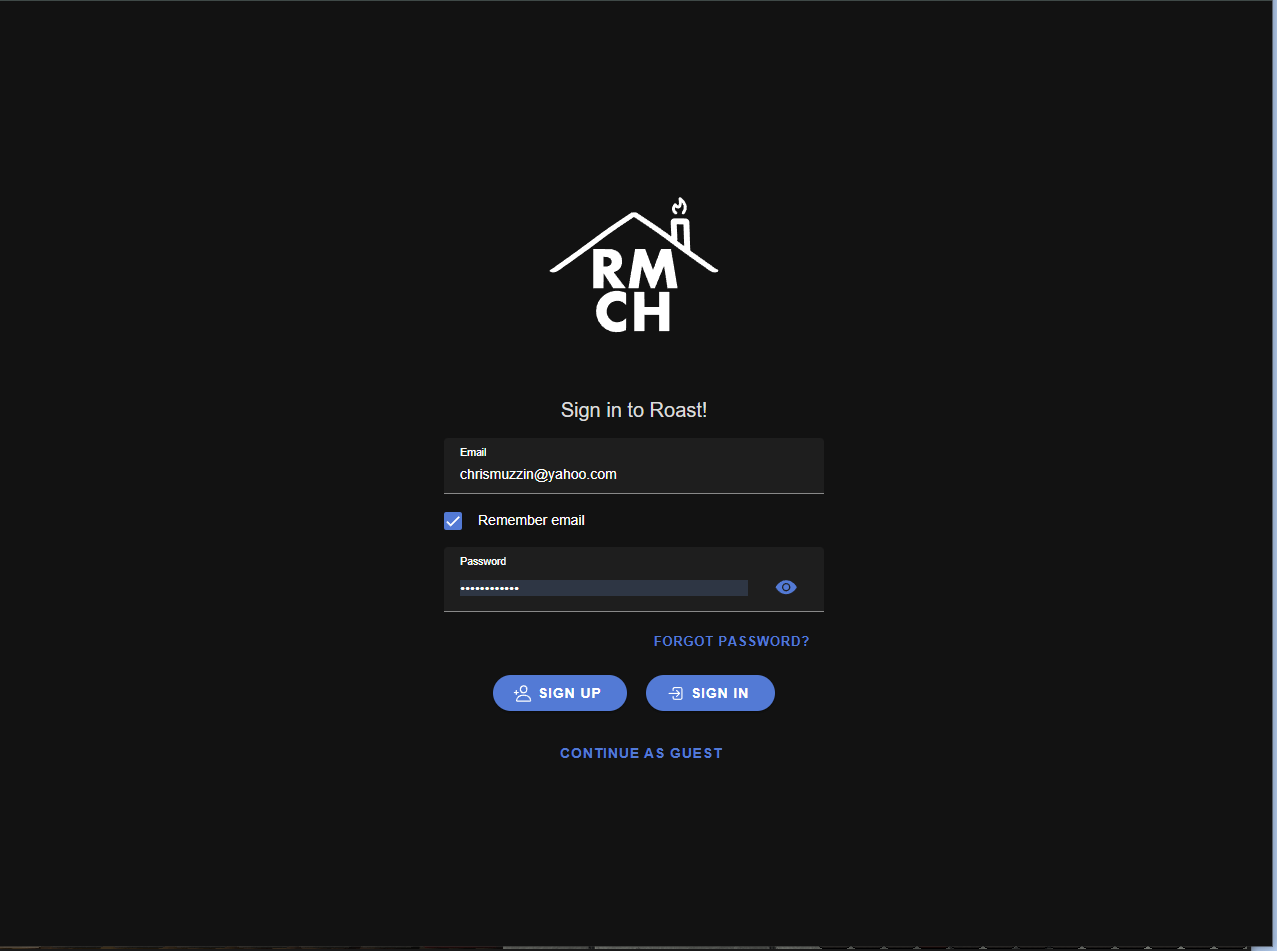 RM
CH
Sign in to Roast!
Email
chrismuzzin@yahoo.com
Remember email
Password
••••••••••••
FORGOT PASSWORD?
SIGN UP SIGN IN
CONTINUE AS GUEST